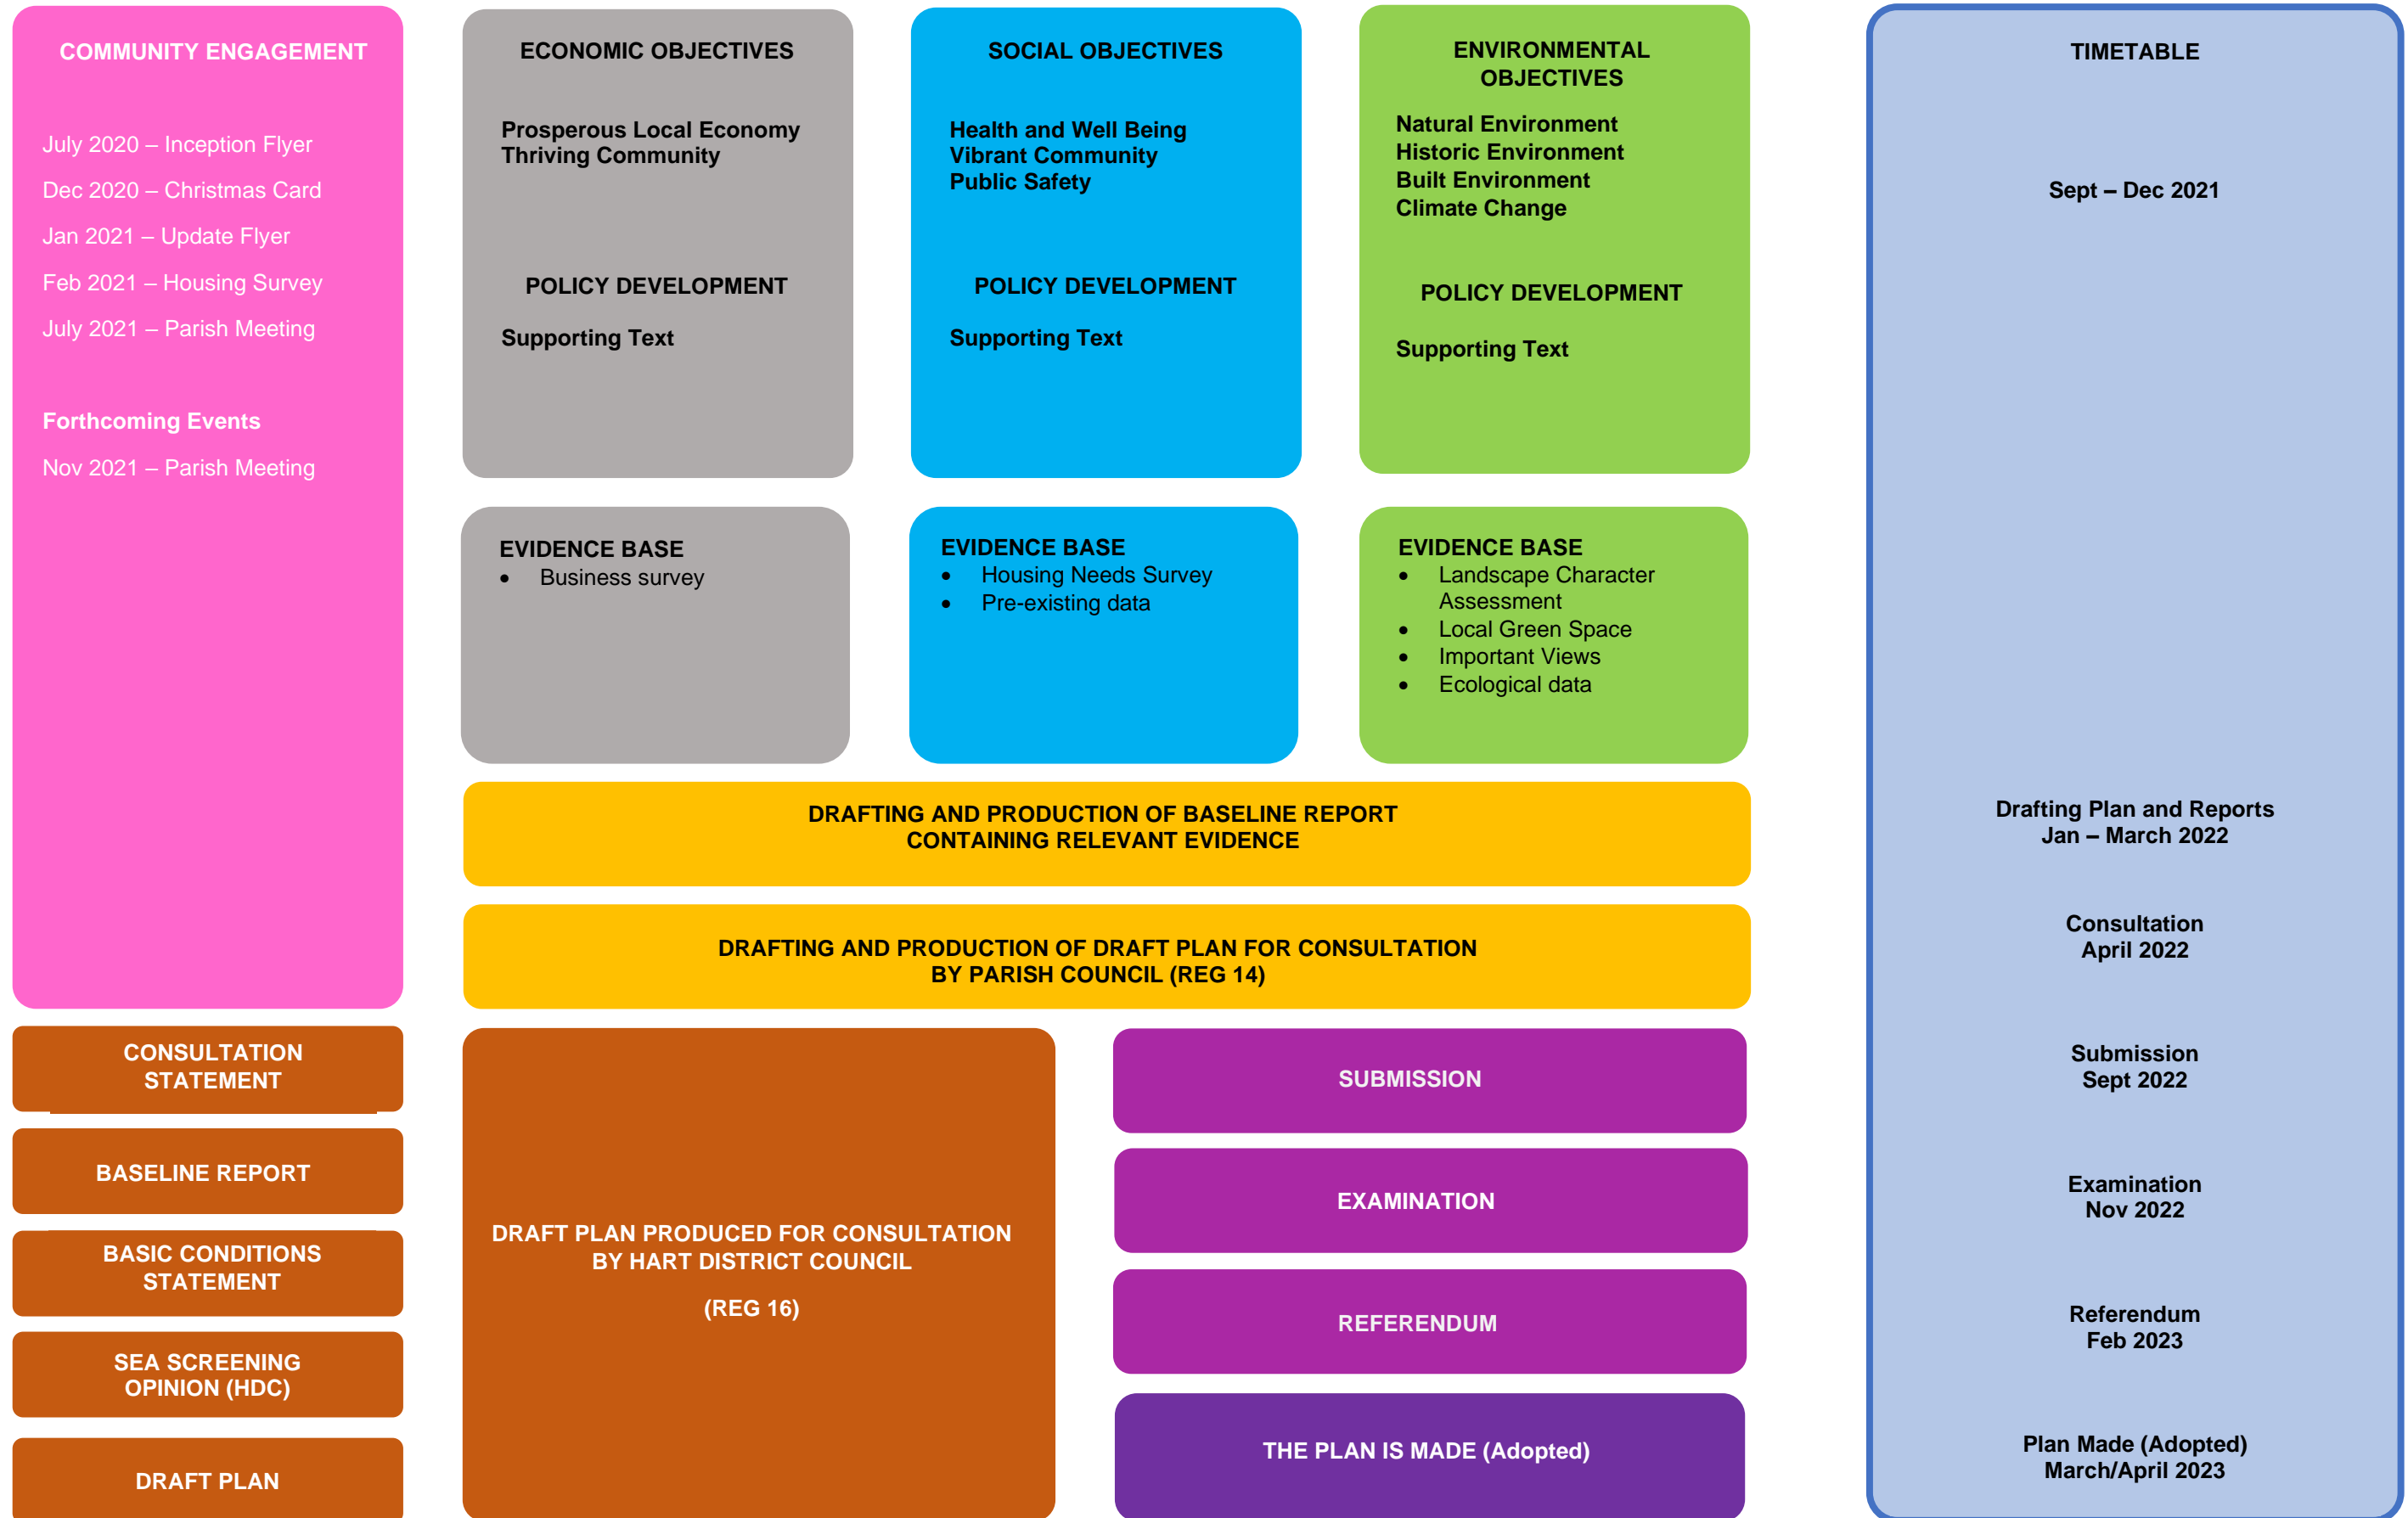 COMMUNITY ENGAGEMENT
July 2020 – Inception Flyer
Dec 2020 – Christmas Card
Jan 2021 – Update Flyer
Feb 2021 – Housing Survey
July 2021 – Parish Meeting
Forthcoming Events
Nov 2021 – Parish Meeting
ECONOMIC OBJECTIVES
Prosperous Local Economy
Thriving Community
POLICY DEVELOPMENT
Supporting Text
SOCIAL OBJECTIVES
Health and Well Being
Vibrant Community
Public Safety
POLICY DEVELOPMENT
Supporting Text
ENVIRONMENTAL
OBJECTIVES
Natural Environment
Historic Environment
Built Environment
Climate Change
POLICY DEVELOPMENT
Supporting Text
EVIDENCE BASE
• Business survey
EVIDENCE BASE
• Housing Needs Survey
• Pre-existing data
EVIDENCE BASE
• Landscape Character
Assessment
• Local Green Space
• Important Views
• Ecological data
DRAFTING AND PRODUCTION OF BASELINE REPORT
CONTAINING RELEVANT EVIDENCE
DRAFTING AND PRODUCTION OF DRAFT PLAN FOR CONSULTATION
BY PARISH COUNCIL (REG 14)
CONSULTATION
STATEMENT
BASELINE REPORT
BASIC CONDITIONS
STATEMENT
SEA SCREENING
OPINION (HDC)
DRAFT PLAN
DRAFT PLAN PRODUCED FOR CONSULTATION
BY HART DISTRICT COUNCIL
(REG 16)
SUBMISSION
EXAMINATION
REFERENDUM
THE PLAN IS MADE (Adopted)
TIMETABLE
Sept – Dec 2021
Drafting Plan and Reports
Jan – March 2022
Consultation
April 2022
Submission
Sept 2022
Examination
Nov 2022
Referendum
Feb 2023
Plan Made (Adopted)
March/April 2023